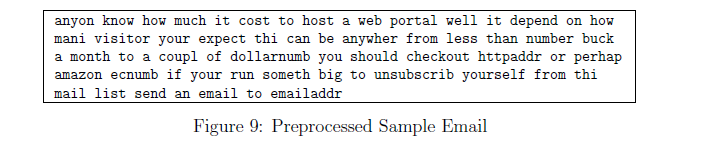 anyon know how much it cost to host a web portal well it depend on how
mani visitor your expect thi can be anywher from less than number buck
a month to a coupl of dollarnumb you should checkout httpaddr or perhap
amazon ecnumb if your run someth big to unsubscrib yourself from thi
mail list send an email to emailaddr
Figure 9: Preprocessed Sample Email